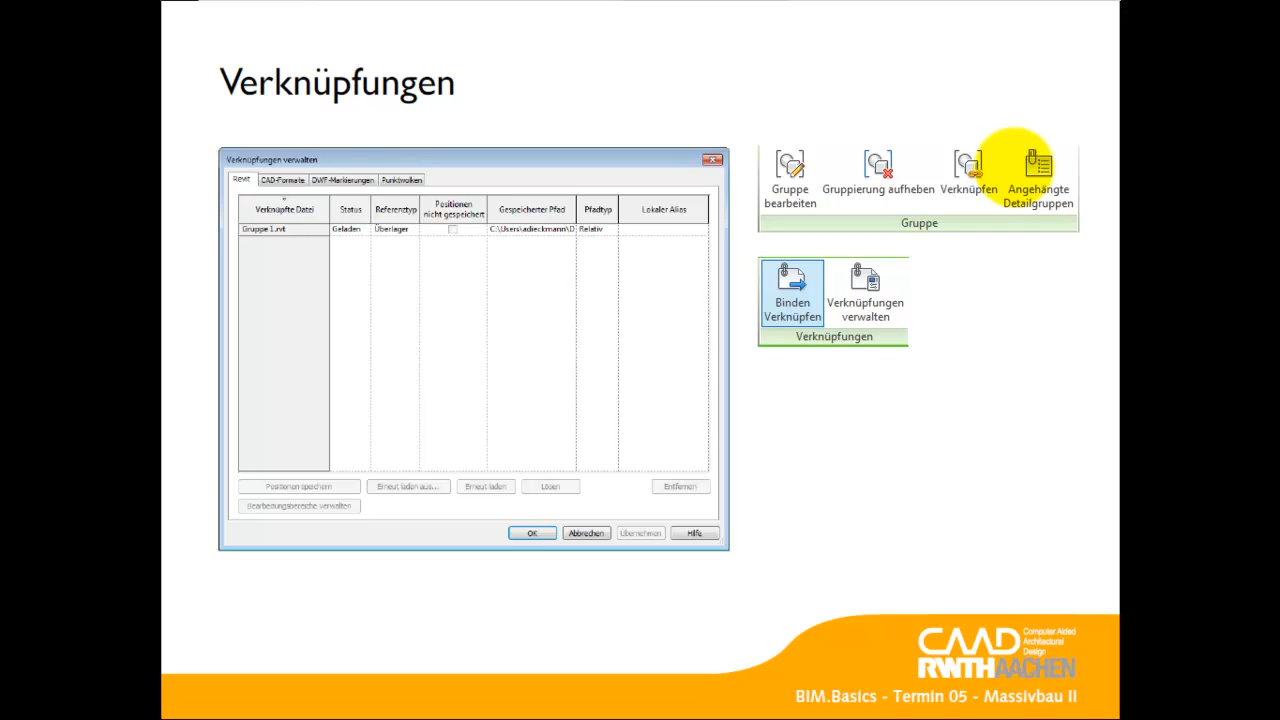 Verknüpfungen
Verknüpfungen verwalten
Revit CAD-Formate DWF-Markierungen Punktwolken
Verknüpfte Datei Status Referenztyp Positionen nicht gespeichert Gespeicherter Pfad Pfadtyp Lokaler Alias
Gruppe 1.rvt Geladen Überlager C:\Users\adieckmann\D Relativ
Positionen speichern Erneut laden aus... Erneut laden Lösen Entfernen
Bearbeitungsbereiche verwalten
OK Abbrechen Übernehmen Hilfe
Gruppe Gruppierung aufheben Verknüpfen Angehängte
bearbeiten Detailgruppen
Gruppe
Binden Verknüpfungen
Verknüpfen verwalten
Verknüpfungen
CAAD Computer Aided
Architectural
Design
RWTHAACHEN
BIM.Basics - Termin 05 - Massivbau II